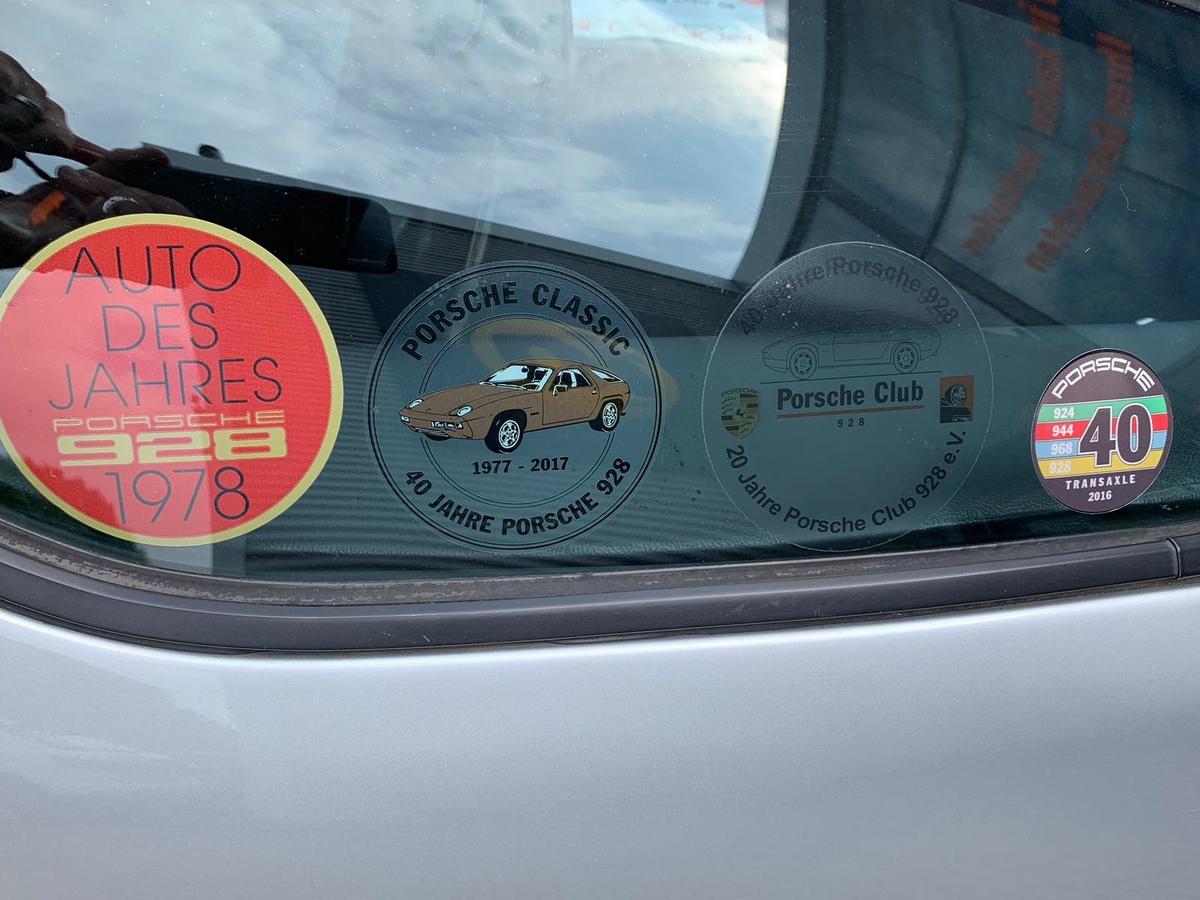 AUTO
DES
JAHRES
PORSCHE
928
1978
PORSCHE CLASSIC
1977 - 2017
40 JAHRE PORSCHE 928
40 Jahre Porsche 928
PORSCHE
Porsche Club
928
20 Jahre Porsche Club 928 e.V.
PORSCHE
924
944
968
928
40
TRANSAXLE
2016